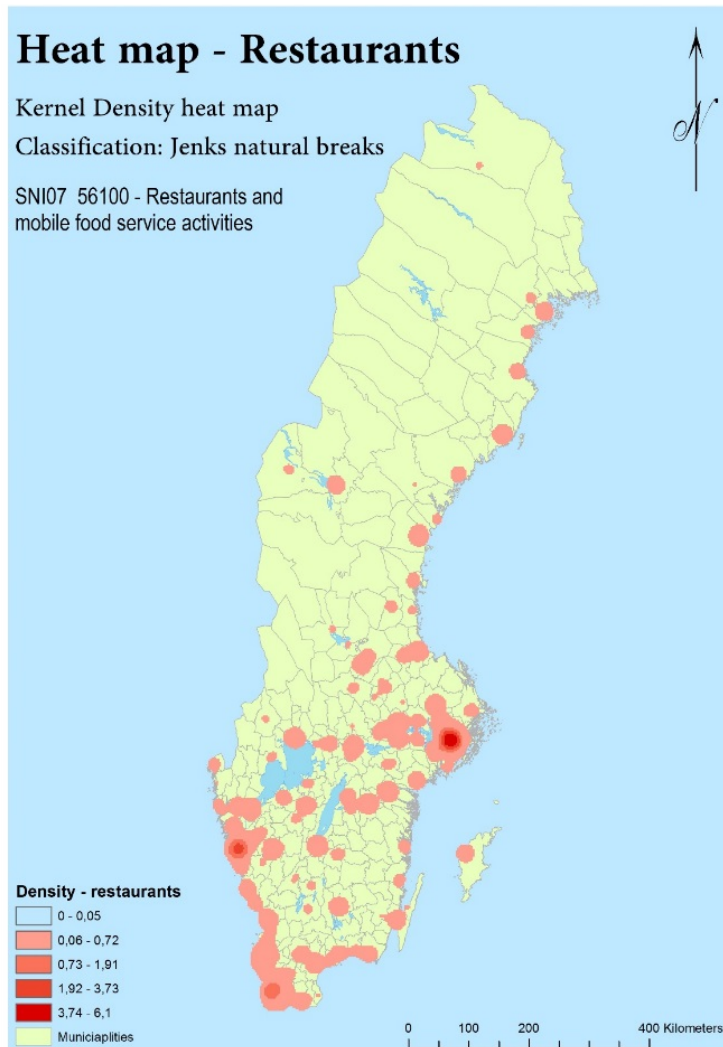 Heat map - Restaurants
Kernel Density heat map
Classification: Jenks natural breaks
SNI07 56100 - Restaurants and
mobile food service activities
N
Density - restaurants
0 - 0,05
0,06 - 0,72
0,73 - 1,91
1,92 - 3,73
3,74 - 6,1
Municiaplities
0 100 200 400 Kilometers